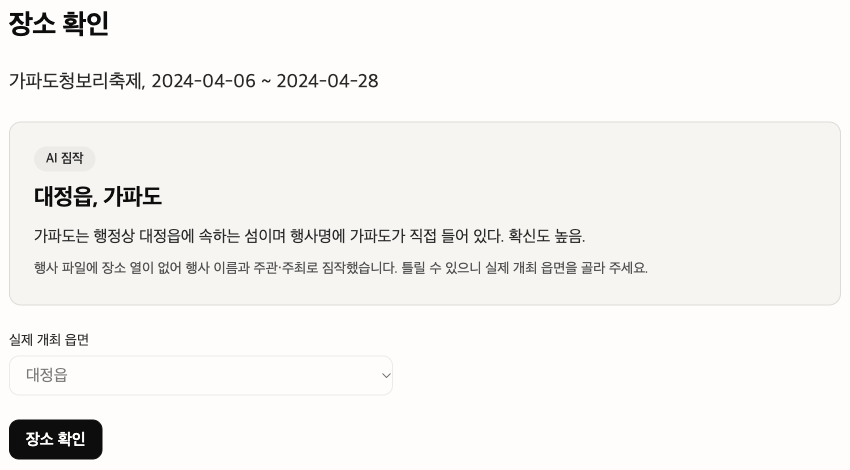 장소 확인
가파도청보리축제, 2024-04-06 ~ 2024-04-28
AI 짐작
대정읍, 가파도
가파도는 행정상 대정읍에 속하는 섬이며 행사명에 가파도가 직접 들어 있다. 확신도 높음.
행사 파일에 장소 열이 없어 행사 이름과 주관·주최로 짐작했습니다. 틀릴 수 있으니 실제 개최 읍면을 골라 주세요.
실제 개최 읍면
대정읍
장소 확인